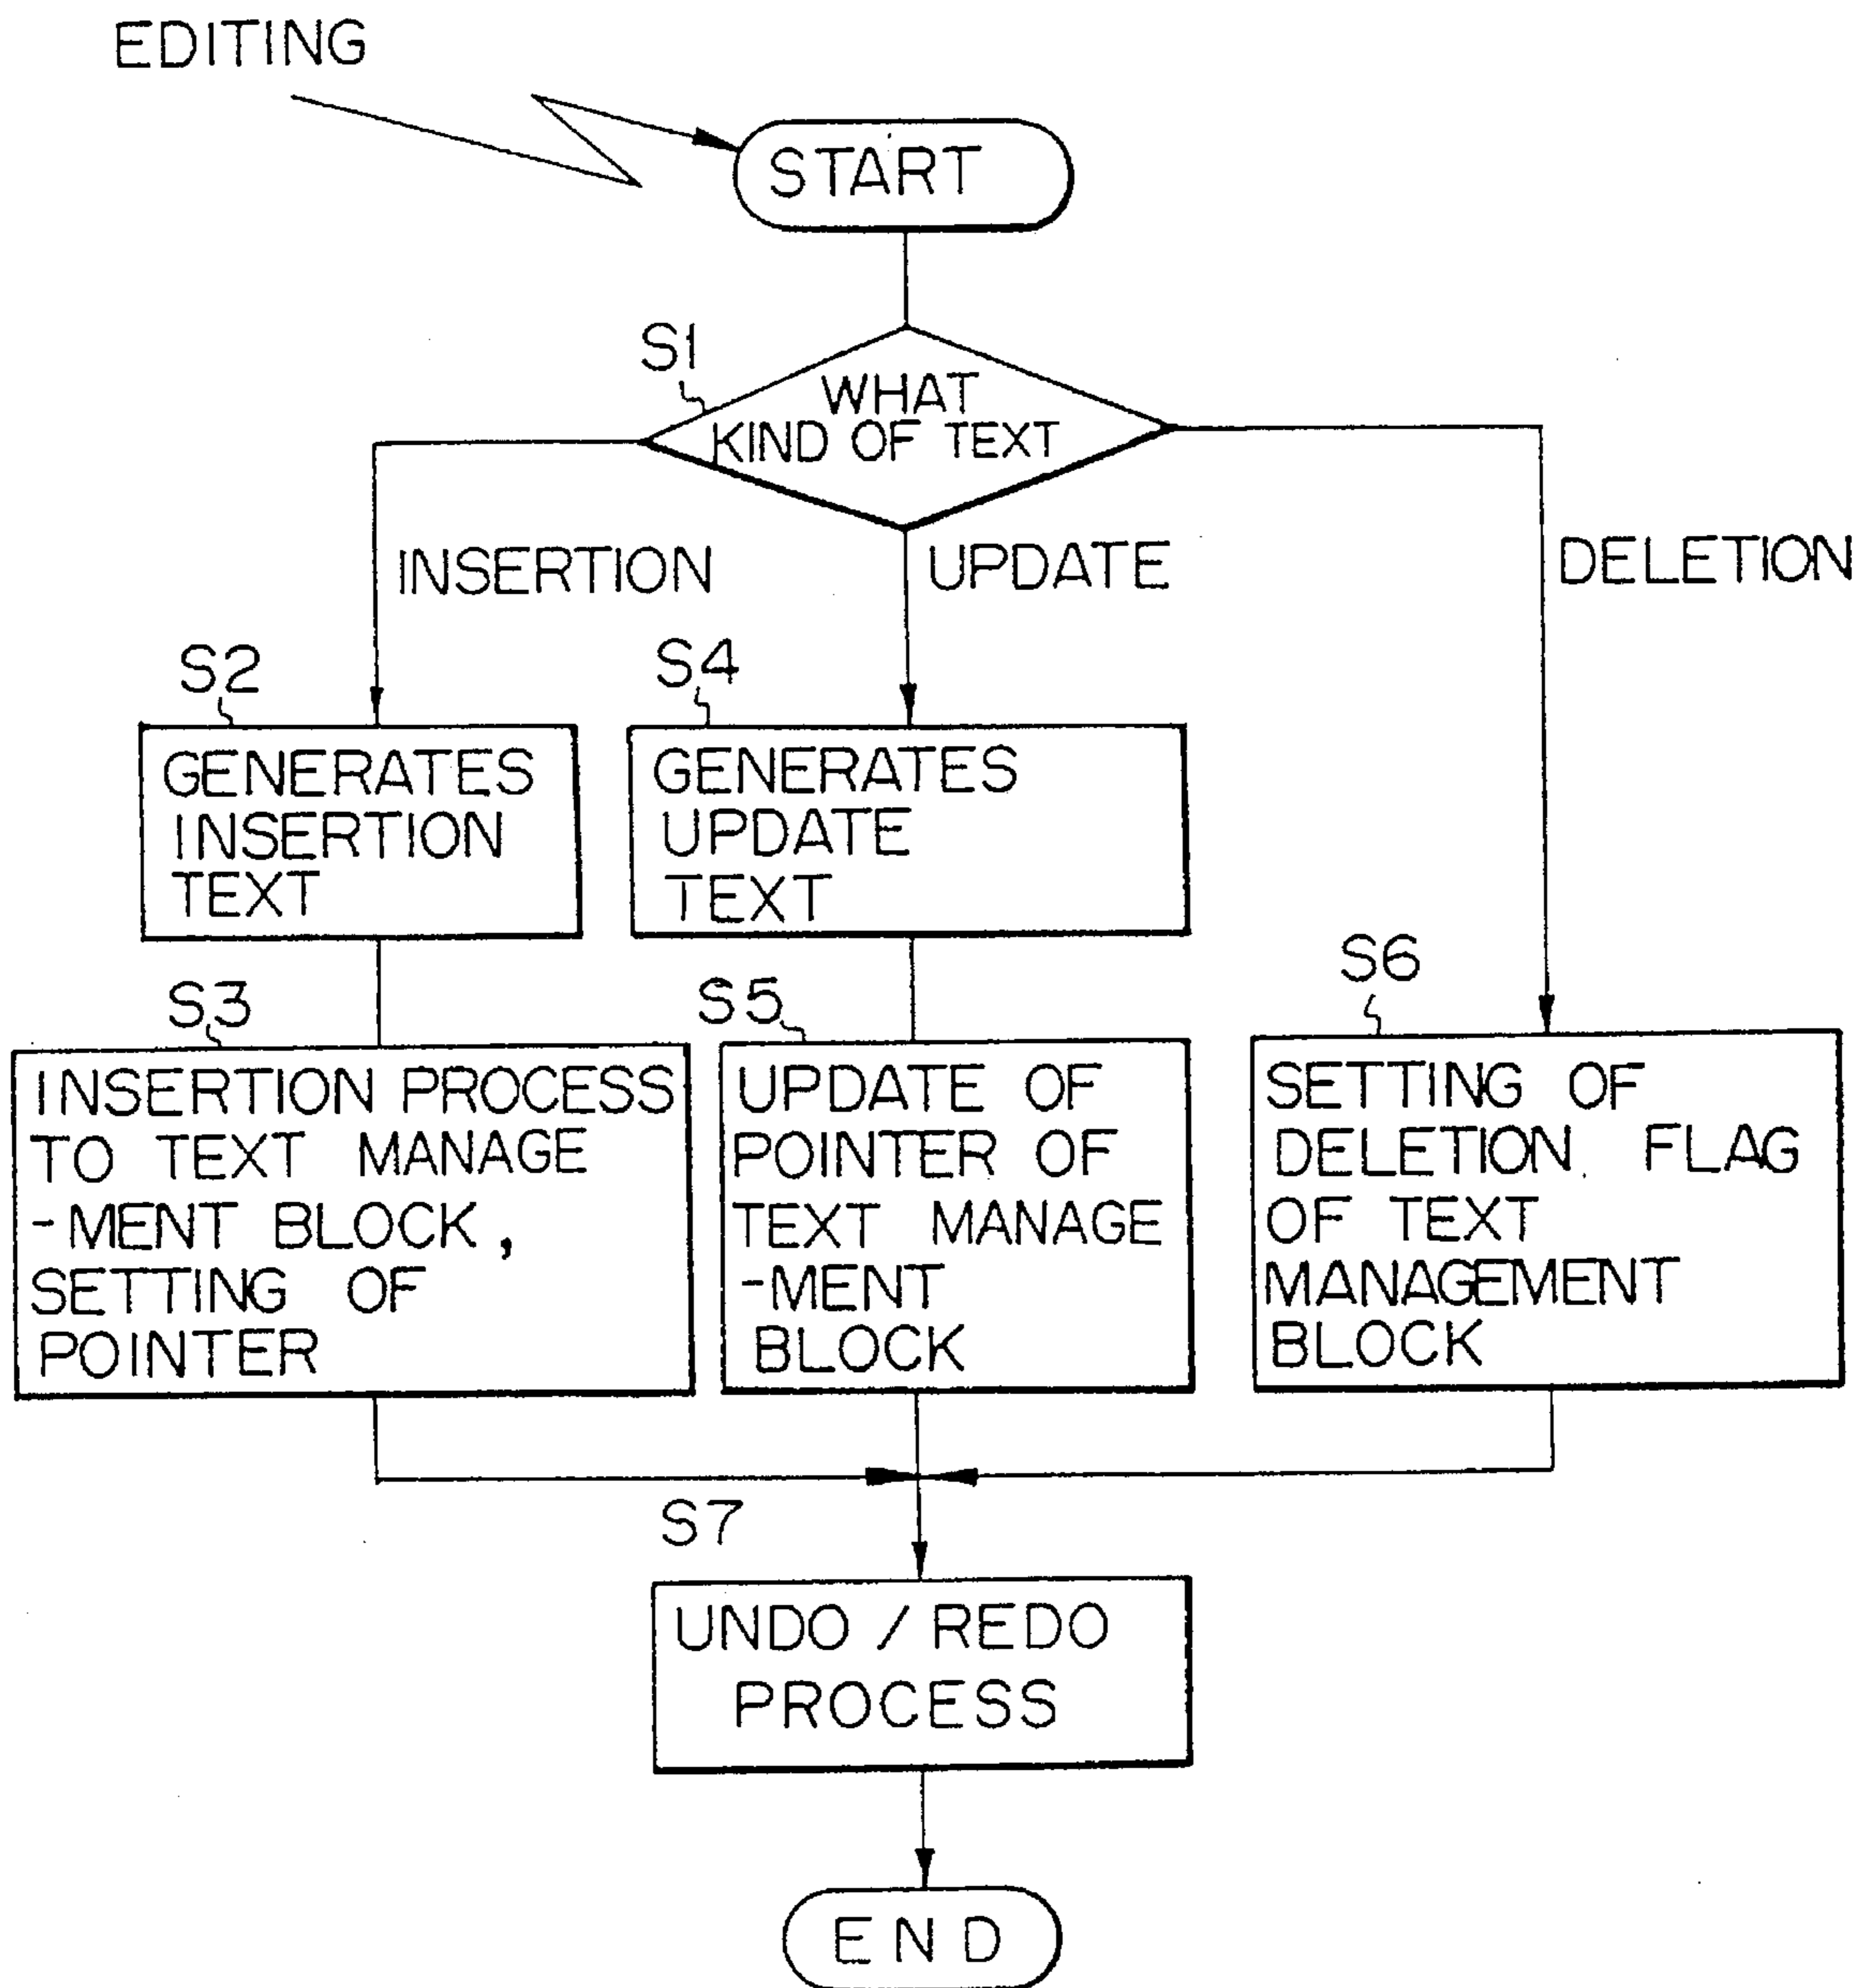 EDITING
START
S1
WHAT
KIND OF TEXT
INSERTION
UPDATE
DELETION
S2
GENERATES
INSERTION
TEXT
S4
GENERATES
UPDATE
TEXT
S3
INSERTION PROCESS
TO TEXT MANAGE
-MENT BLOCK,
SETTING OF
POINTER
S5
UPDATE OF
POINTER OF
TEXT MANAGE
-MENT
BLOCK
S6
SETTING OF
DELETION FLAG
OF TEXT
MANAGEMENT
BLOCK
S7
UNDO / REDO
PROCESS
END